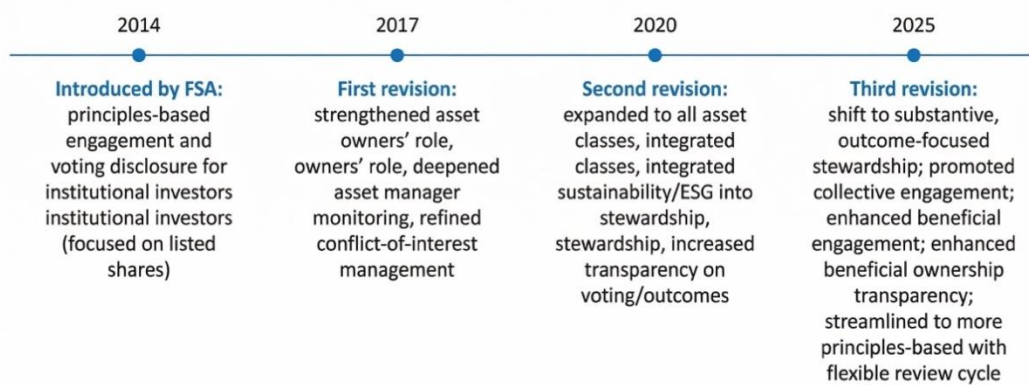 2014
Introduced by FSA:
principles-based
engagement and
voting disclosure for
institutional investors
institutional investors
(focused on listed
shares)
2017
First revision:
strengthened asset
owners’ role,
owners’ role, deepened
asset manager
monitoring, refined
conflict-of-interest
management
2020
Second revision:
expanded to all asset
classes, integrated
classes, integrated
sustainability/ESG into
stewardship,
stewardship, increased
transparency on
voting/outcomes
2025
Third revision:
shift to substantive,
outcome-focused
stewardship; promoted
collective engagement;
enhanced beneficial
engagement; enhanced
beneficial ownership
transparency;
streamlined to more
principles-based with
flexible review cycle